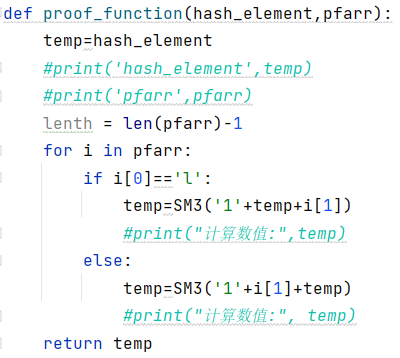 def proof_function(hash_element,pfarr):
    temp=hash_element
    #print('hash_element',temp)
    #print('pfarr',pfarr)
    lenth = len(pfarr)-1
    for i in pfarr:
        if i[0]=='l':
            temp=SM3('1'+temp+i[1])
            #print("计算数值:",temp)
        else:
            temp=SM3('1'+i[1]+temp)
            #print("计算数值:", temp)
    return temp